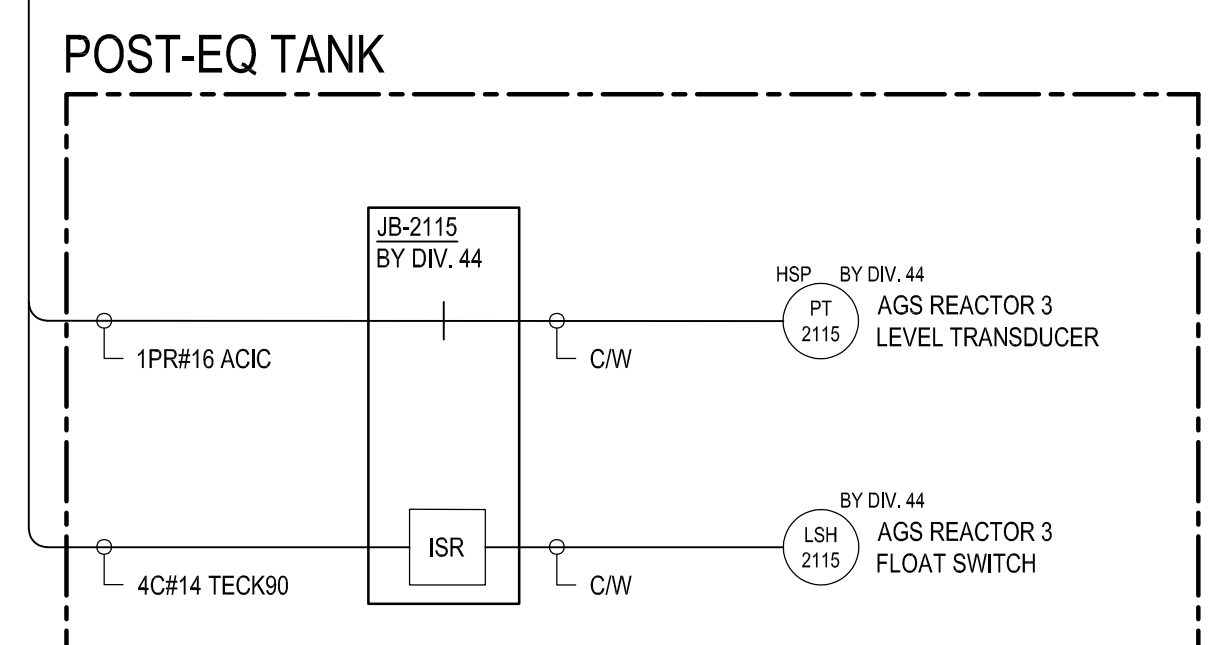 POST-EQ TANK
JB-2115
BY DIV. 44
HSP BY DIV. 44
PT
2115
AGS REACTOR 3
LEVEL TRANSDUCER
1PR#16 ACIC
C/W
BY DIV. 44
LSH
2115
AGS REACTOR 3
FLOAT SWITCH
ISR
4C#14 TECK90
C/W